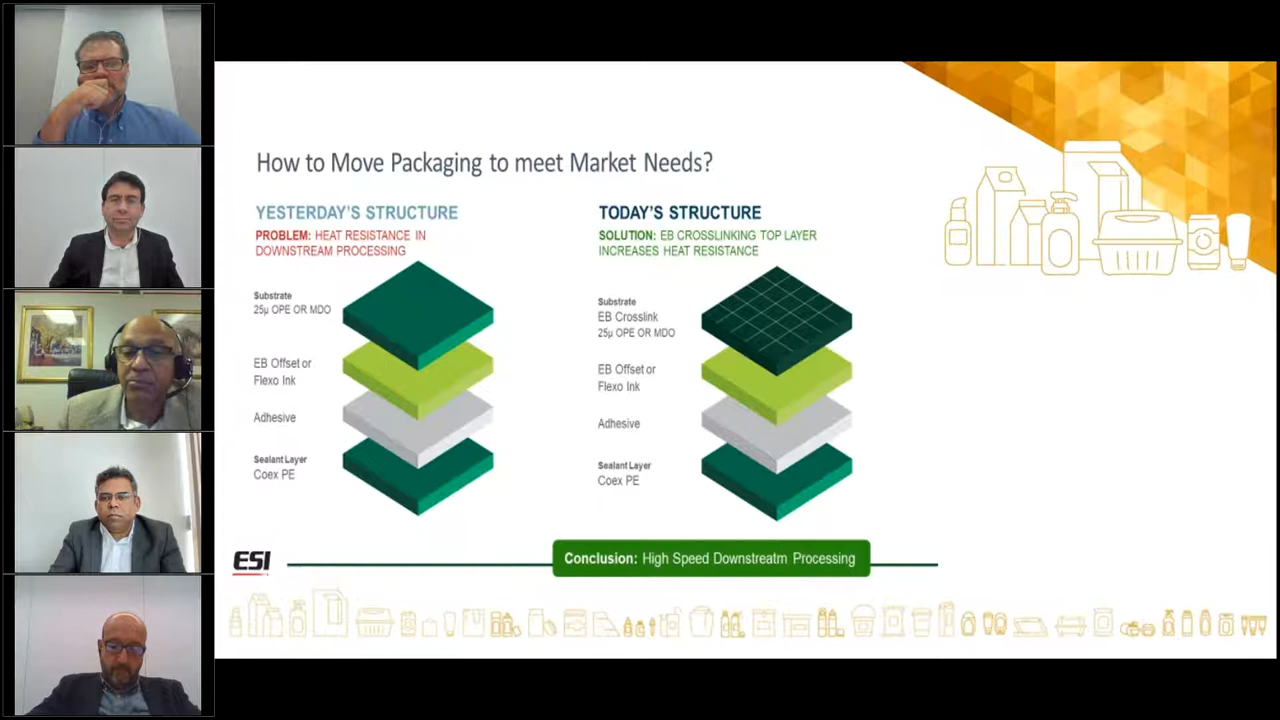 How to Move Packaging to meet Market Needs?
YESTERDAY'S STRUCTURE
PROBLEM: HEAT RESISTANCE IN
DOWNSTREAM PROCESSING
Substrate
25µ OPE OR MDO
EB Offset or
Flexo Ink
Adhesive
Sealant Layer
Coex PE
TODAY'S STRUCTURE
SOLUTION: EB CROSSLINKING TOP LAYER
INCREASES HEAT RESISTANCE
Substrate
EB Crosslink
25µ OPE OR MDO
EB Offset or
Flexo Ink
Adhesive
Sealant Layer
Coex PE
ESI
Conclusion: High Speed Downstreatm Processing